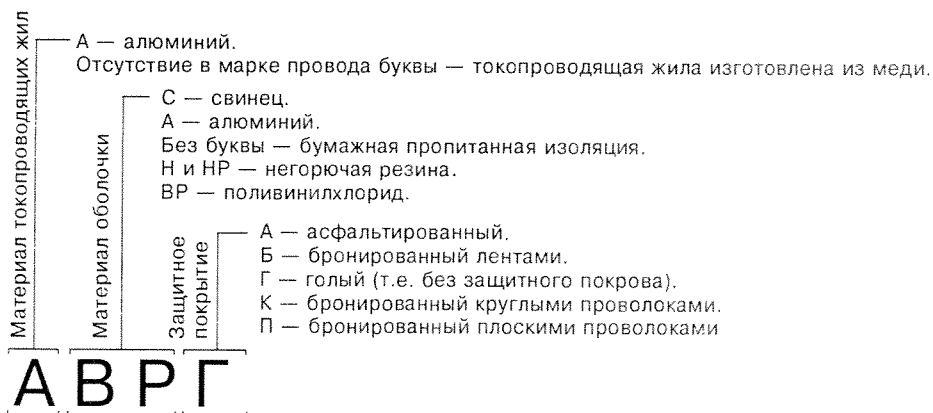 Материал токопроводящих жил
А — алюминий.
Отсутствие в марке провода буквы — токопроводящая жила изготовлена из меди.
Материал оболочки
С — свинец.
А — алюминий.
Без буквы — бумажная пропитанная изоляция.
Н и НР — негорючая резина.
ВР — поливинилхлорид.
Защитное
покрытие
А — асфальтированный.
Б — бронированный лентами.
Г — голый (т.е. без защитного покрова).
К — бронированный круглыми проволоками.
П — бронированный плоскими проволоками
АВРГ